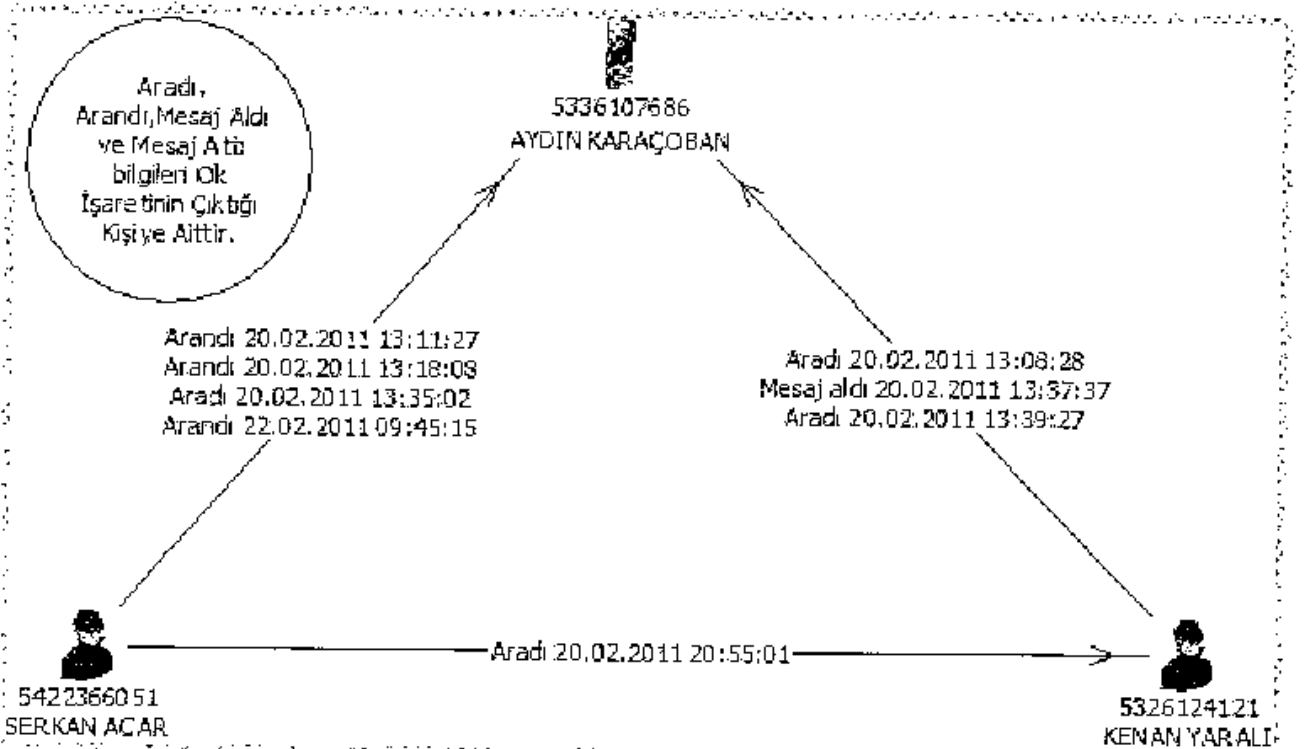 Aradı,
Arandı,Mesaj Aldı
ve Mesaj Attı
bilgileri Ok
İşaretinin Çıktığı
Kişiye Aittir.
5336107686
AYDIN KARAÇOBAN
Arandı 20.02.2011 13:11:27
Arandı 20.02.2011 13:18:08
Aradı 20.02.2011 13:35:02
Arandı 22.02.2011 09:45:15
Aradı 20.02.2011 13:08:28
Mesaj aldı 20.02.2011 13:37:37
Aradı 20.02.2011 13:39:27
Aradı 20.02.2011 20:55:01
5422366051
SERKAN ACAR
5326124121
KENAN YARALI